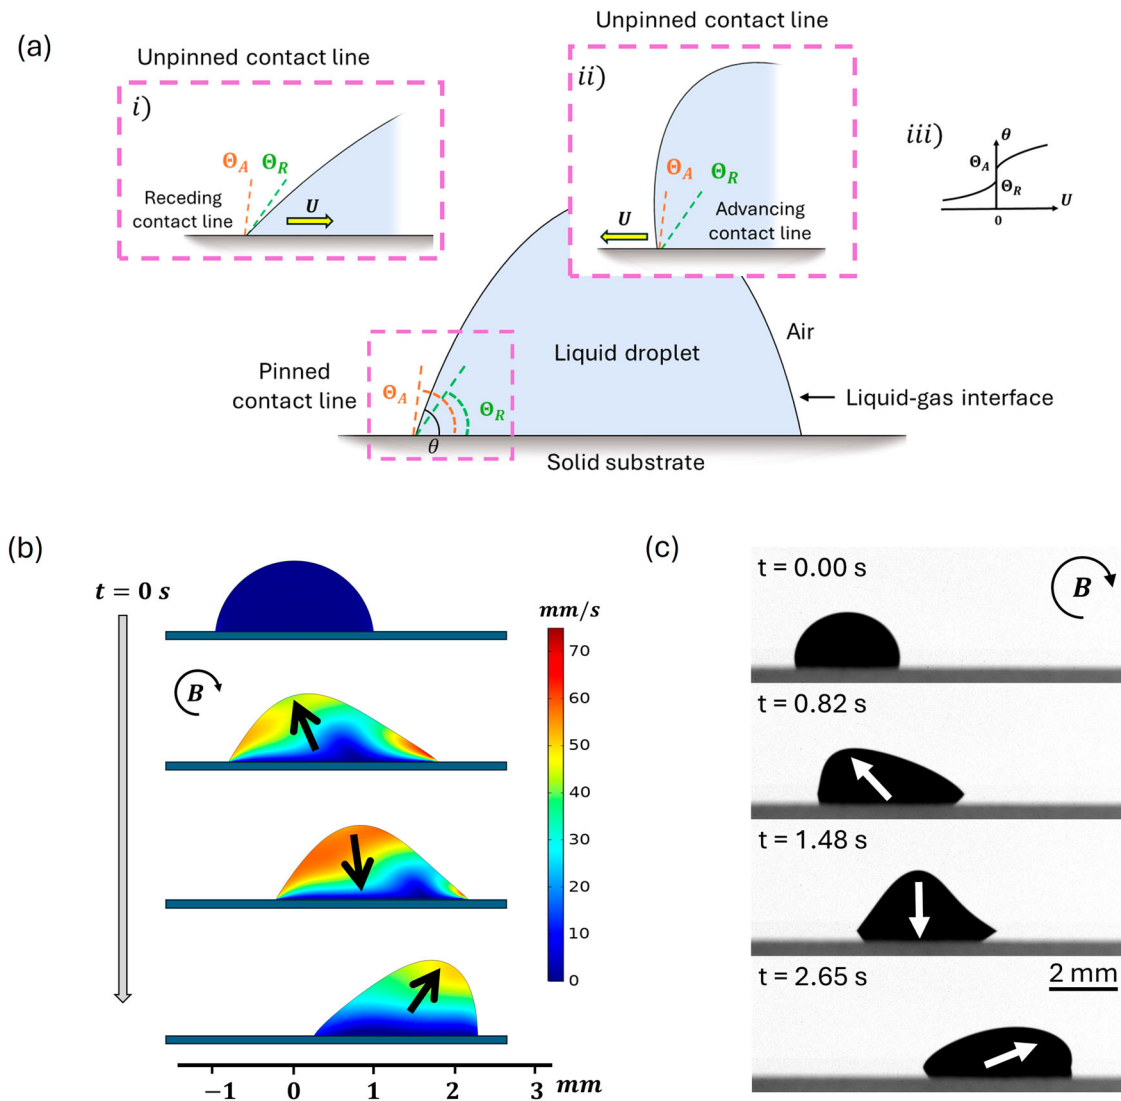 (a)
Unpinned contact line
i)
Θ_A Θ_R
Receding
contact line
U
Unpinned contact line
ii)
Θ_A
Θ_R
U
Advancing
contact line
iii)
θ
Θ_A
Θ_R
U
0
Pinned
contact line
Θ_A
Θ_R
θ
Liquid droplet
Air
Liquid-gas interface
Solid substrate
(b)
t = 0 s
B
mm/s
70
60
50
40
30
20
10
0
−1 0 1 2 3 mm
(c)
t = 0.00 s
B
t = 0.82 s
t = 1.48 s
t = 2.65 s
2 mm